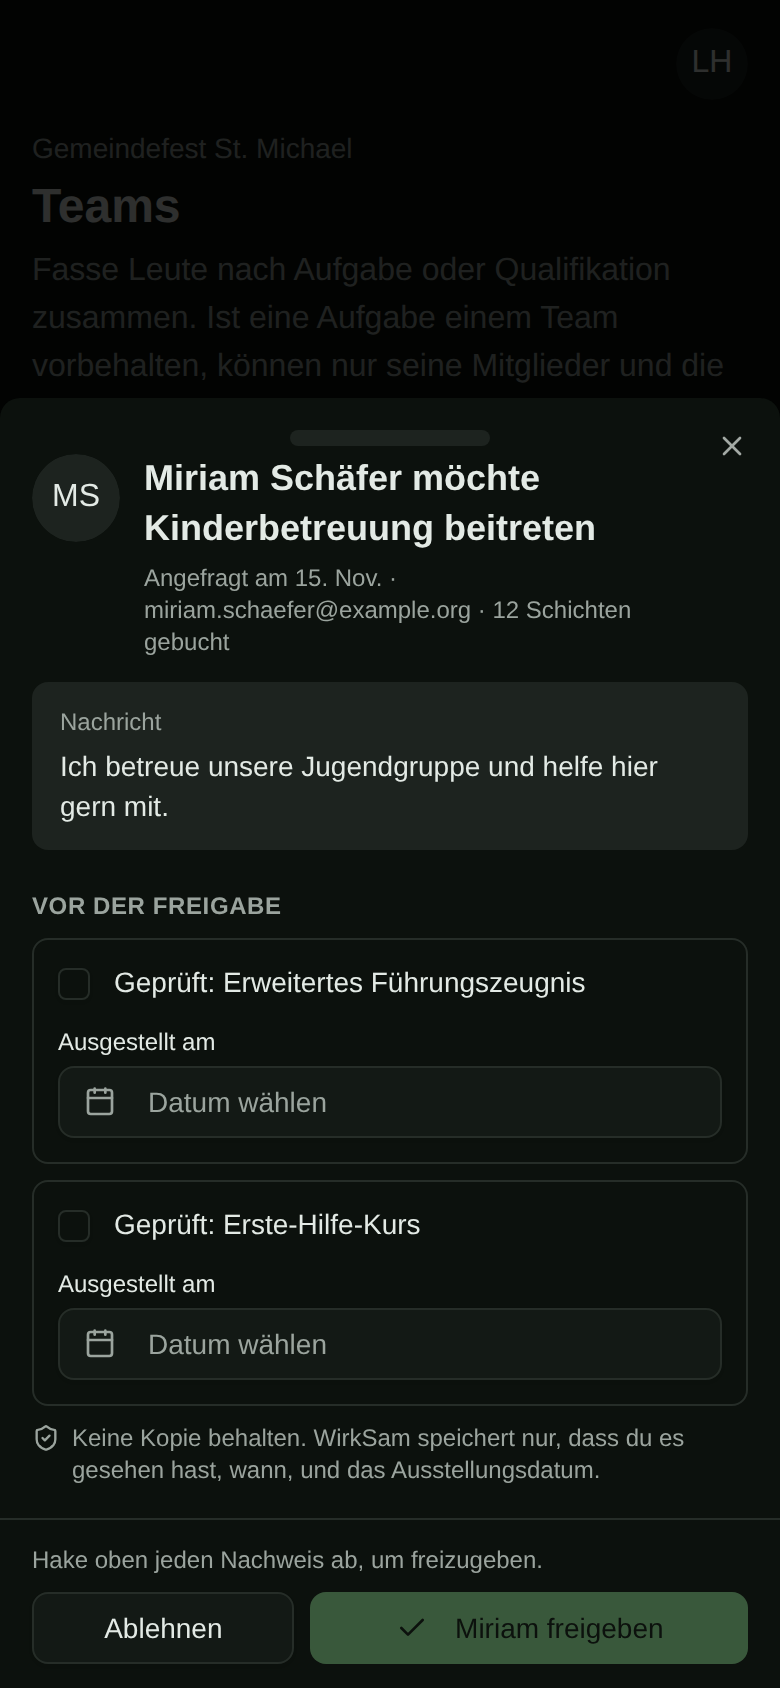 LH
Gemeindefest St. Michael
Teams
Fasse Leute nach Aufgabe oder Qualifikation
zusammen. Ist eine Aufgabe einem Team
vorbehalten, können nur seine Mitglieder und die
MS
Miriam Schäfer möchte
Kinderbetreuung beitreten
Angefragt am 15. Nov. ·
miriam.schaefer@example.org · 12 Schichten
gebucht
Nachricht
Ich betreue unsere Jugendgruppe und helfe hier
gern mit.
VOR DER FREIGABE
Geprüft: Erweitertes Führungszeugnis
Ausgestellt am
Datum wählen
Geprüft: Erste-Hilfe-Kurs
Ausgestellt am
Datum wählen
Keine Kopie behalten. WirkSam speichert nur, dass du es
gesehen hast, wann, und das Ausstellungsdatum.
Hake oben jeden Nachweis ab, um freizugeben.
Ablehnen
Miriam freigeben